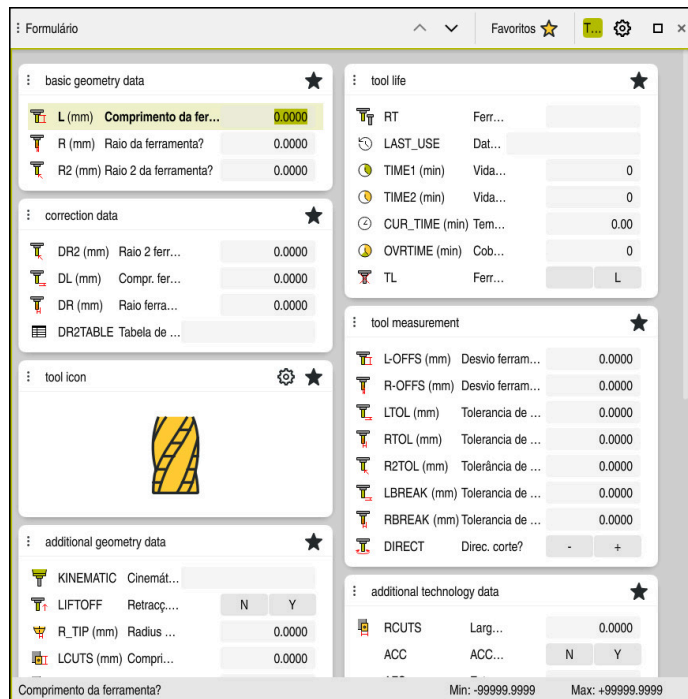 Formulário
Favoritos
T...
basic geometry data
L (mm) Comprimento da fer... 0.0000
R (mm) Raio da ferramenta? 0.0000
R2 (mm) Raio 2 da ferramenta? 0.0000
correction data
DR2 (mm) Raio 2 ferr... 0.0000
DL (mm) Compr. fer... 0.0000
DR (mm) Raio ferra... 0.0000
DR2TABLE Tabela de ...
tool icon
additional geometry data
KINEMATIC Cinemát...
LIFTOFF Retracç.... N Y
R_TIP (mm) Radius ... 0.0000
LCUTS (mm) Compri... 0.0000
tool life
RT Ferr...
LAST_USE Dat...
TIME1 (min) Vida... 0
TIME2 (min) Vida... 0
CUR_TIME (min) Tem... 0.00
OVRTIME (min) Cob... 0
TL Ferr... L
tool measurement
L-OFFS (mm) Desvio ferram... 0.0000
R-OFFS (mm) Desvio ferram... 0.0000
LTOL (mm) Tolerancia de ... 0.0000
RTOL (mm) Tolerancia de ... 0.0000
R2TOL (mm) Tolerância de ... 0.0000
LBREAK (mm) Tolerancia de ... 0.0000
RBREAK (mm) Tolerancia de ... 0.0000
DIRECT Direc. corte? - +
additional technology data
RCUTS Larg... 0.0000
ACC ACC... N Y
Comprimento da ferramenta? Min: -99999.9999 Max: +99999.9999